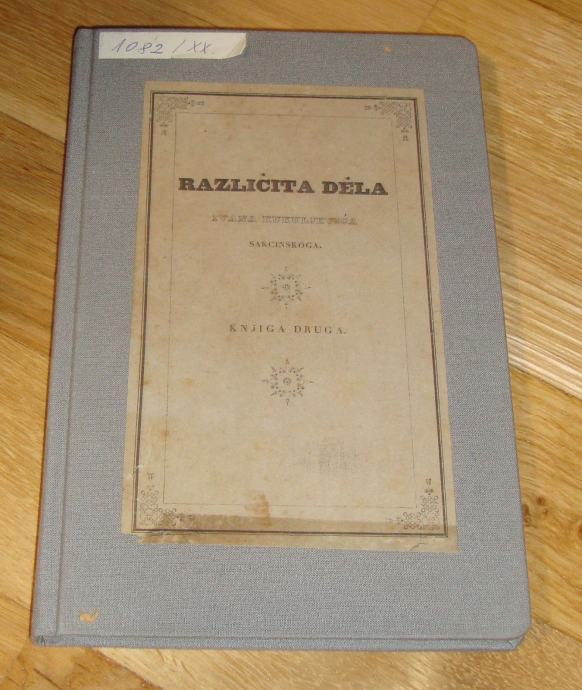 1082/XX.
RAZLIČITA DĚLA
IVANA KUKULJEVIĆA
SAKCINSKOGA.
KNJIGA DRUGA.